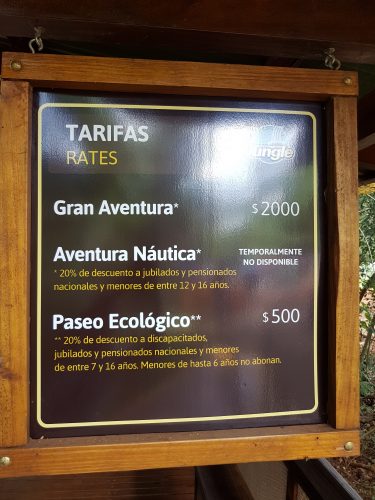 TARIFAS
RATES
Jungle
Gran Aventura* $ 2000
Aventura Náutica* TEMPORALMENTE
NO DISPONIBLE
* 20% de descuento a jubilados y pensionados
nacionales y menores de entre 12 y 16 años.
Paseo Ecológico** $ 500
** 20% de descuento a discapacitados,
jubilados y pensionados nacionales y menores
de entre 7 y 16 años. Menores de hasta 6 años no abonan.